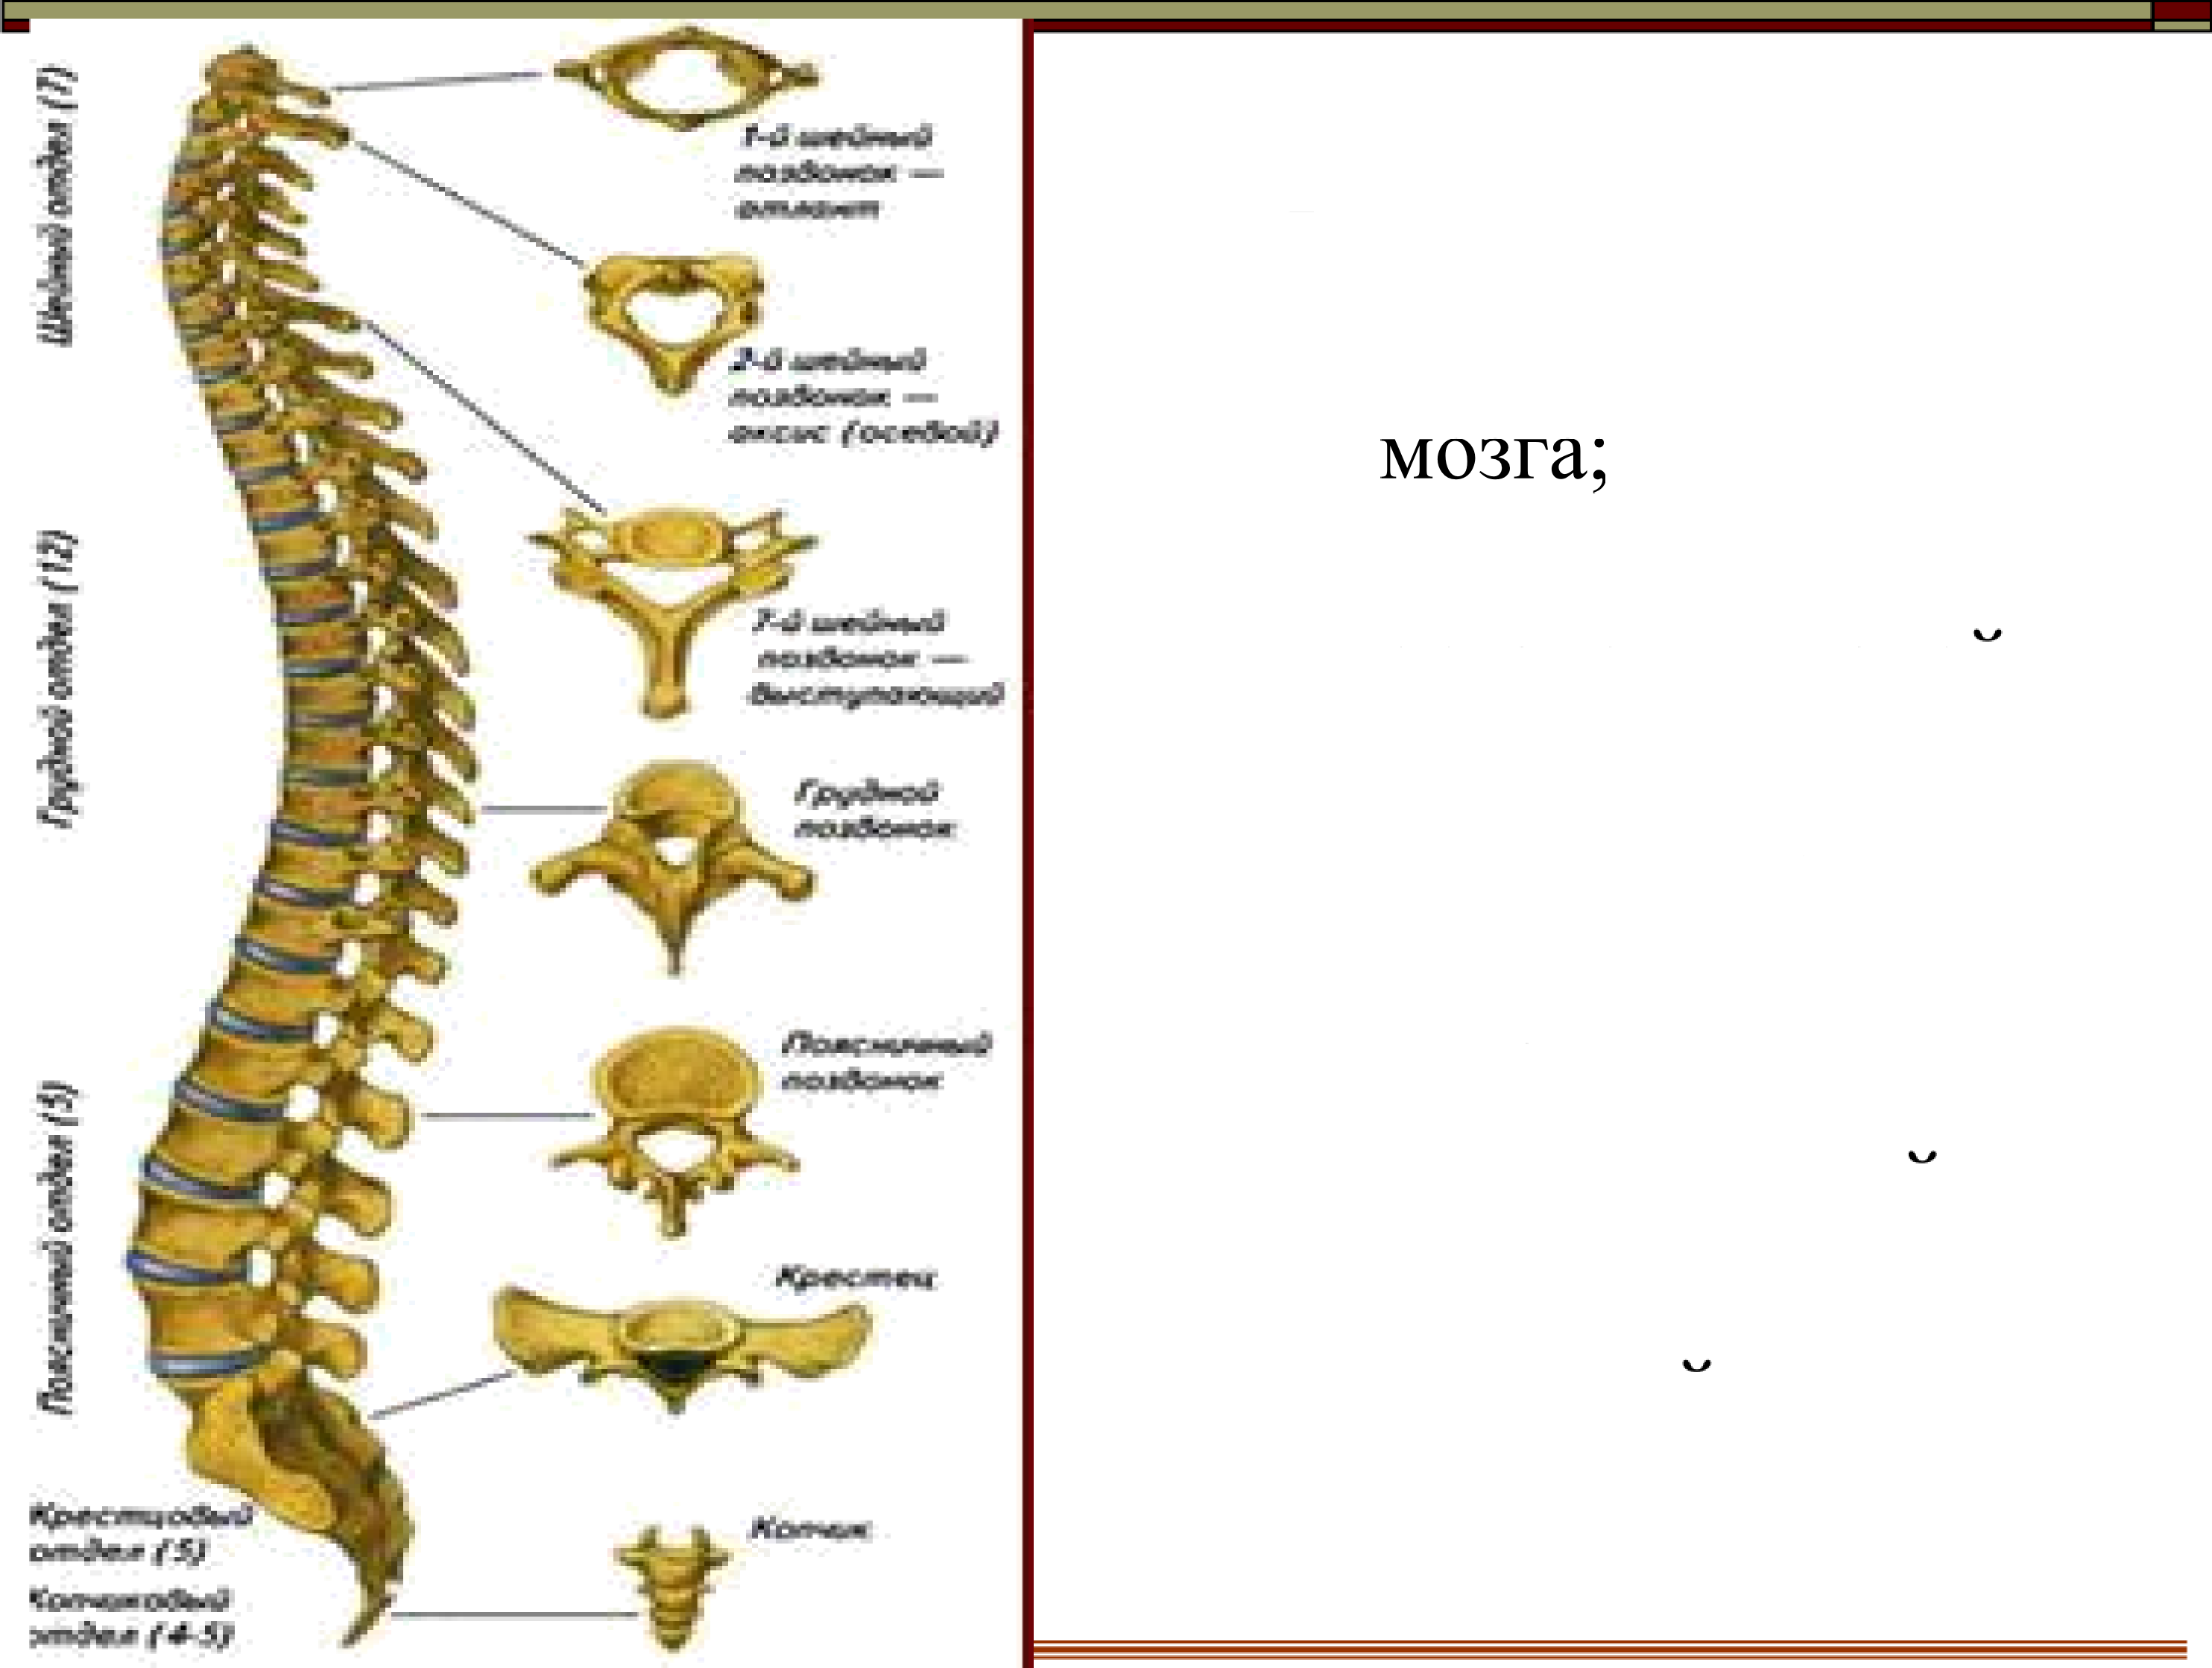 Шейный отдел (7)
Грудной отдел (12)
Поясничный отдел (5)
Крестцовый
отдел (5)
Копчиковый
отдел (4-5)
1-й шейный
позвонок —
атлант
2-й шейный
позвонок —
аксис (осевой)
7-й шейный
позвонок —
выступающий
Грудной
позвонок
Поясничный
позвонок
Крестец
Копчик
мозга;